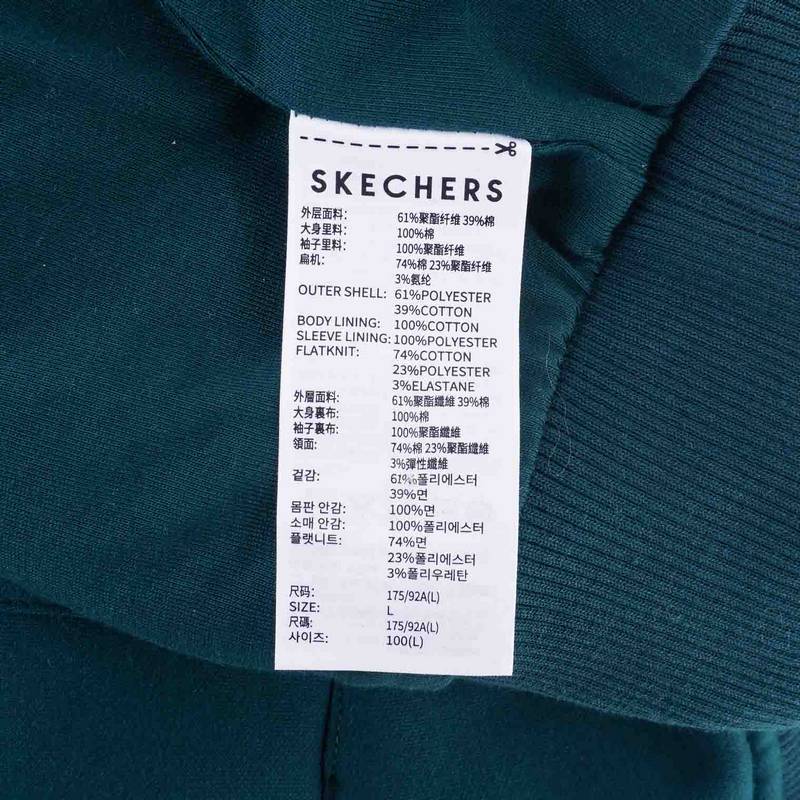 SKECHERS
外层面料: 61%聚酯纤维 39%棉
大身里料: 100%棉
袖子里料: 100%聚酯纤维
扁机: 74%棉 23%聚酯纤维
3%氨纶
OUTER SHELL: 61%POLYESTER
39%COTTON
BODY LINING: 100%COTTON
SLEEVE LINING: 100%POLYESTER
FLATKNIT: 74%COTTON
23%POLYESTER
3%ELASTANE
外層面料: 61%聚酯纖維 39%棉
大身裏布: 100%棉
袖子裏布: 100%聚酯纖維
領面: 74%棉 23%聚酯纖維
3%彈性纖維
겉감: 61%폴리에스터
39%면
몸판 안감: 100%면
소매 안감: 100%폴리에스터
플랫니트: 74%면
23%폴리에스터
3%폴리우레탄
尺码: 175/92A(L)
SIZE: L
尺碼: 175/92A(L)
사이즈: 100(L)